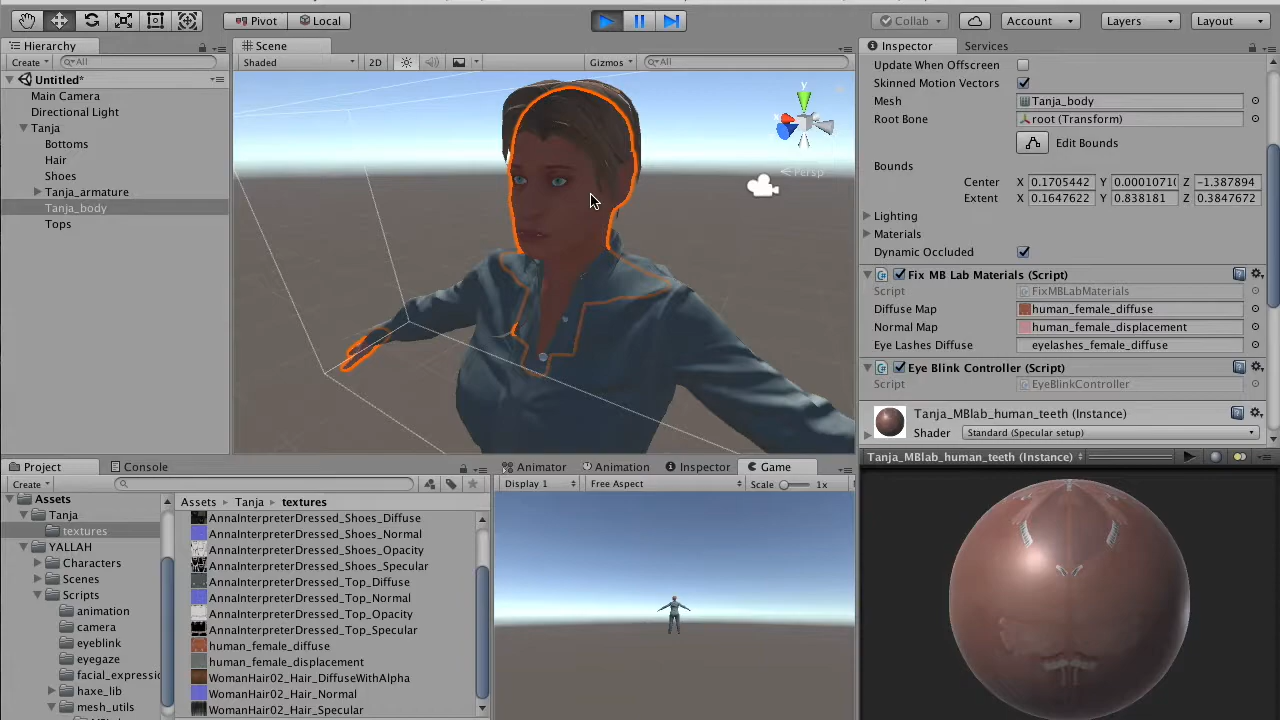 Pivot Local Collab Account Layers Layout
Hierarchy
Create All
Untitled*
Main Camera
Directional Light
Tanja
Bottoms
Hair
Shoes
Tanja_armature
Tanja_body
Tops
Scene
Shaded 2D Gizmos All
y
Persp
Inspector Services
Update When Offscreen
Skinned Motion Vectors
Mesh Tanja_body
Root Bone root (Transform)
Edit Bounds
Bounds
Center X 0.1705442 Y 0.0001071( Z -1.387894
Extent X 0.1647622 Y 0.838181 Z 0.3847672
Lighting
Materials
Dynamic Occluded
Fix MB Lab Materials (Script)
Script FixMBLabMaterials
Diffuse Map human_female_diffuse
Normal Map human_female_displacement
Eye Lashes Diffuse eyelashes_female_diffuse
Eye Blink Controller (Script)
Script EyeBlinkController
Tanja_MBlab_human_teeth (Instance)
Shader Standard (Specular setup)
Tanja_MBlab_human_teeth (Instance)
Project Console
Create
Assets
Tanja
textures
YALLAH
Characters
Scenes
Scripts
animation
camera
eyeblink
eyegaze
facial_expressio
haxe_lib
mesh_utils
Assets Tanja textures
AnnaInterpreterDressed_Shoes_Diffuse
AnnaInterpreterDressed_Shoes_Normal
AnnaInterpreterDressed_Shoes_Opacity
AnnaInterpreterDressed_Shoes_Specular
AnnaInterpreterDressed_Top_Diffuse
AnnaInterpreterDressed_Top_Normal
AnnaInterpreterDressed_Top_Opacity
AnnaInterpreterDressed_Top_Specular
human_female_diffuse
human_female_displacement
WomanHair02_Hair_DiffuseWithAlpha
WomanHair02_Hair_Normal
WomanHair02_Hair_Specular
Animator Animation Inspector Game
Display 1 Free Aspect Scale 1x